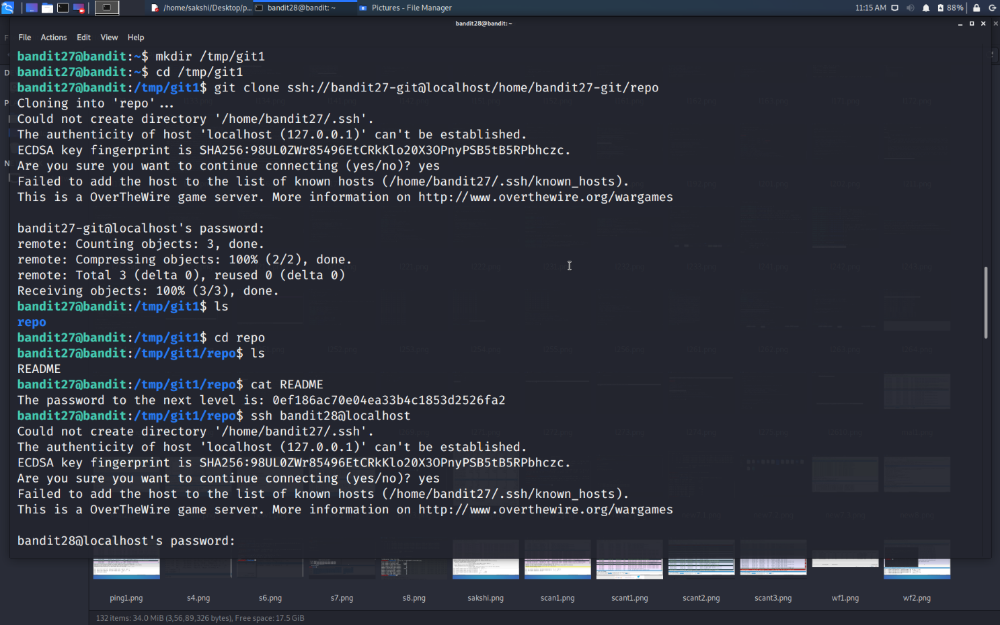 /home/sakshi/Desktop/p...
bandit28@bandit: ~
Pictures - File Manager
11:15 AM
88%
bandit28@bandit: ~
File Actions Edit View Help
bandit27@bandit:~$ mkdir /tmp/git1
bandit27@bandit:~$ cd /tmp/git1
bandit27@bandit:/tmp/git1$ git clone ssh://bandit27-git@localhost/home/bandit27-git/repo
Cloning into 'repo'...
Could not create directory '/home/bandit27/.ssh'.
The authenticity of host 'localhost (127.0.0.1)' can't be established.
ECDSA key fingerprint is SHA256:98UL0ZWr85496EtCRkKlo20X3OPnyPSB5tB5RPbhczc.
Are you sure you want to continue connecting (yes/no)? yes
Failed to add the host to the list of known hosts (/home/bandit27/.ssh/known_hosts).
This is a OverTheWire game server. More information on http://www.overthewire.org/wargames
bandit27-git@localhost's password:
remote: Counting objects: 3, done.
remote: Compressing objects: 100% (2/2), done.
remote: Total 3 (delta 0), reused 0 (delta 0)
Receiving objects: 100% (3/3), done.
bandit27@bandit:/tmp/git1$ ls
repo
bandit27@bandit:/tmp/git1$ cd repo
bandit27@bandit:/tmp/git1/repo$ ls
README
bandit27@bandit:/tmp/git1/repo$ cat README
The password to the next level is: 0ef186ac70e04ea33b4c1853d2526fa2
bandit27@bandit:/tmp/git1/repo$ ssh bandit28@localhost
Could not create directory '/home/bandit27/.ssh'.
The authenticity of host 'localhost (127.0.0.1)' can't be established.
ECDSA key fingerprint is SHA256:98UL0ZWr85496EtCRkKlo20X3OPnyPSB5tB5RPbhczc.
Are you sure you want to continue connecting (yes/no)? yes
Failed to add the host to the list of known hosts (/home/bandit27/.ssh/known_hosts).
This is a OverTheWire game server. More information on http://www.overthewire.org/wargames
bandit28@localhost's password:
ping1.png s4.png s6.png s7.png s8.png sakshi.png scan1.png scant1.png scant2.png scant3.png wf1.png wf2.png
132 items: 34.0 MiB (3,56,89,326 bytes), Free space: 17.5 GiB